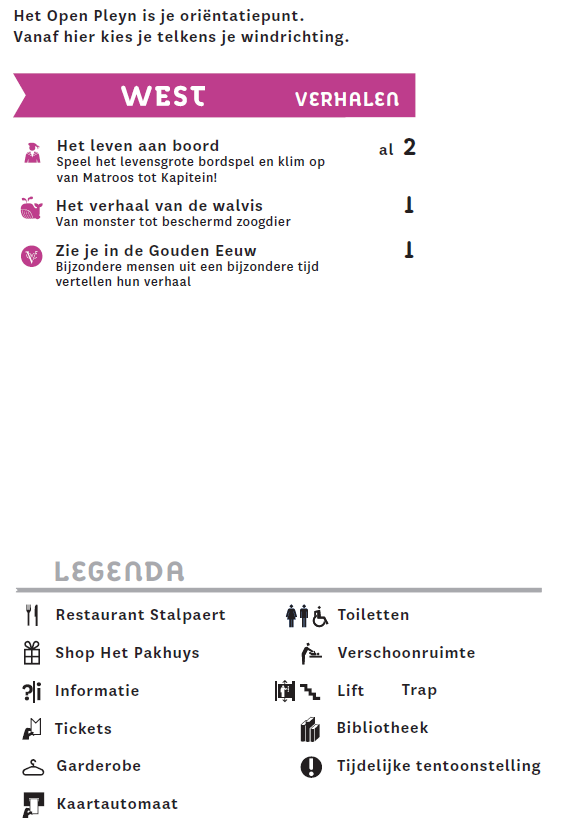 Het Open Pleyn is je oriëntatiepunt.
Vanaf hier kies je telkens je windrichting.
WEST VERHALEN
Het leven aan boord al 2
Speel het levensgrote bordspel en klim op
van Matroos tot Kapitein!
Het verhaal van de walvis 1
Van monster tot beschermd zoogdier
Zie je in de Gouden Eeuw 1
Bijzondere mensen uit een bijzondere tijd
vertellen hun verhaal
LEGENDA
Restaurant Stalpaert
Shop Het Pakhuys
Informatie
Tickets
Garderobe
Kaartautomaat
Toiletten
Verschoonruimte
Lift Trap
Bibliotheek
Tijdelijke tentoonstelling